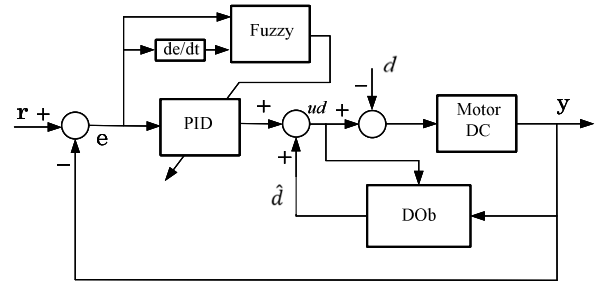 Fuzzy
de/dt
d
−
r +
e
−
PID
+
ud
+
+
d̂
Motor
DC
y
DOb